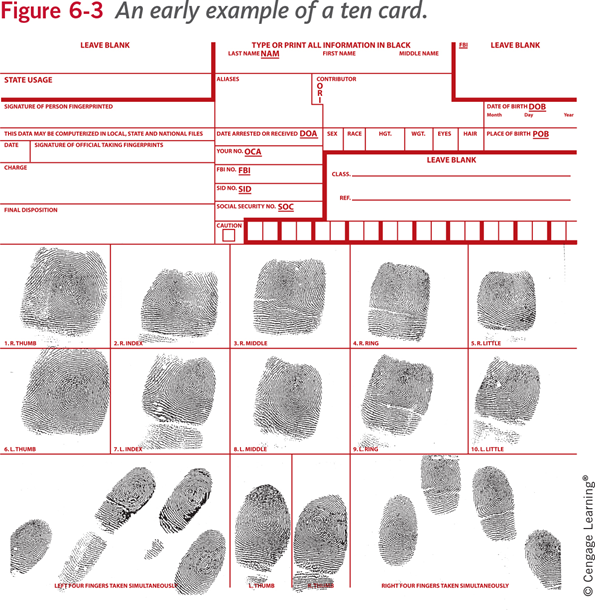 Figure 6-3 An early example of a ten card.
LEAVE BLANK
TYPE OR PRINT ALL INFORMATION IN BLACK
LAST NAME NAM FIRST NAME MIDDLE NAME
FBI LEAVE BLANK
STATE USAGE
ALIASES
CONTRIBUTOR
O
R
I
SIGNATURE OF PERSON FINGERPRINTED
DATE OF BIRTH DOB
Month Day Year
THIS DATA MAY BE COMPUTERIZED IN LOCAL, STATE AND NATIONAL FILES
DATE ARRESTED OR RECEIVED DOA
SEX RACE HGT. WGT. EYES HAIR PLACE OF BIRTH POB
DATE SIGNATURE OF OFFICIAL TAKING FINGERPRINTS
YOUR NO. OCA
LEAVE BLANK
CHARGE
FBI NO. FBI
CLASS.
SID NO. SID
REF.
FINAL DISPOSITION
SOCIAL SECURITY NO. SOC
CAUTION
1. R. THUMB 2. R. INDEX 3. R. MIDDLE 4. R. RING 5. R. LITTLE
6. L. THUMB 7. L. INDEX 8. L. MIDDLE 9. L. RING 10. L. LITTLE
LEFT FOUR FINGERS TAKEN SIMULTANEOUSLY L. THUMB R. THUMB RIGHT FOUR FINGERS TAKEN SIMULTANEOUSLY
© Cengage Learning®